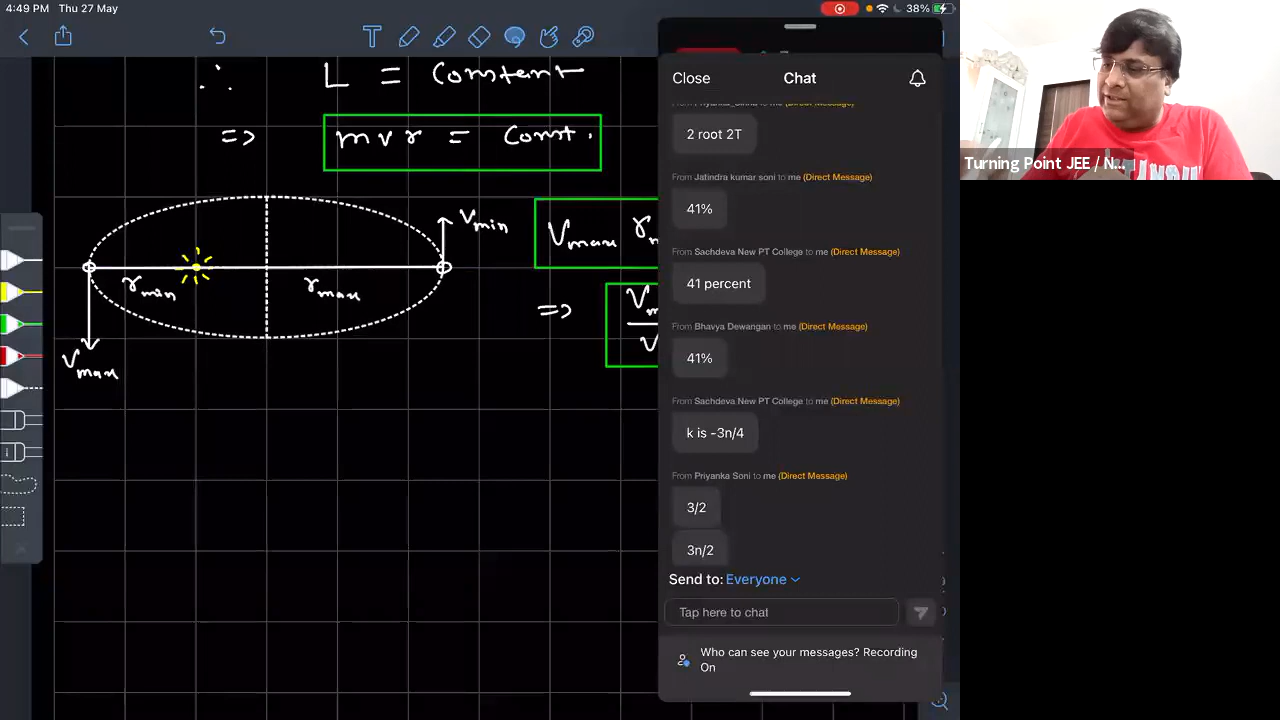 4:49 PM Thu 27 May
38%
∴ L = Constant
=> mvr = Const.
Vmin
Vmax
rmin
rmax
Vmax
=>
Close
Chat
(Direct Message)
2 root 2T
From Jatindra kumar soni to me (Direct Message)
41%
From Sachdeva New PT College to me (Direct Message)
41 percent
From Bhavya Dewangan to me (Direct Message)
41%
From Sachdeva New PT College to me (Direct Message)
k is -3n/4
From Priyanka Soni to me (Direct Message)
3/2
3n/2
Send to: Everyone
Tap here to chat
Who can see your messages? Recording
On
Turning Point JEE / N...